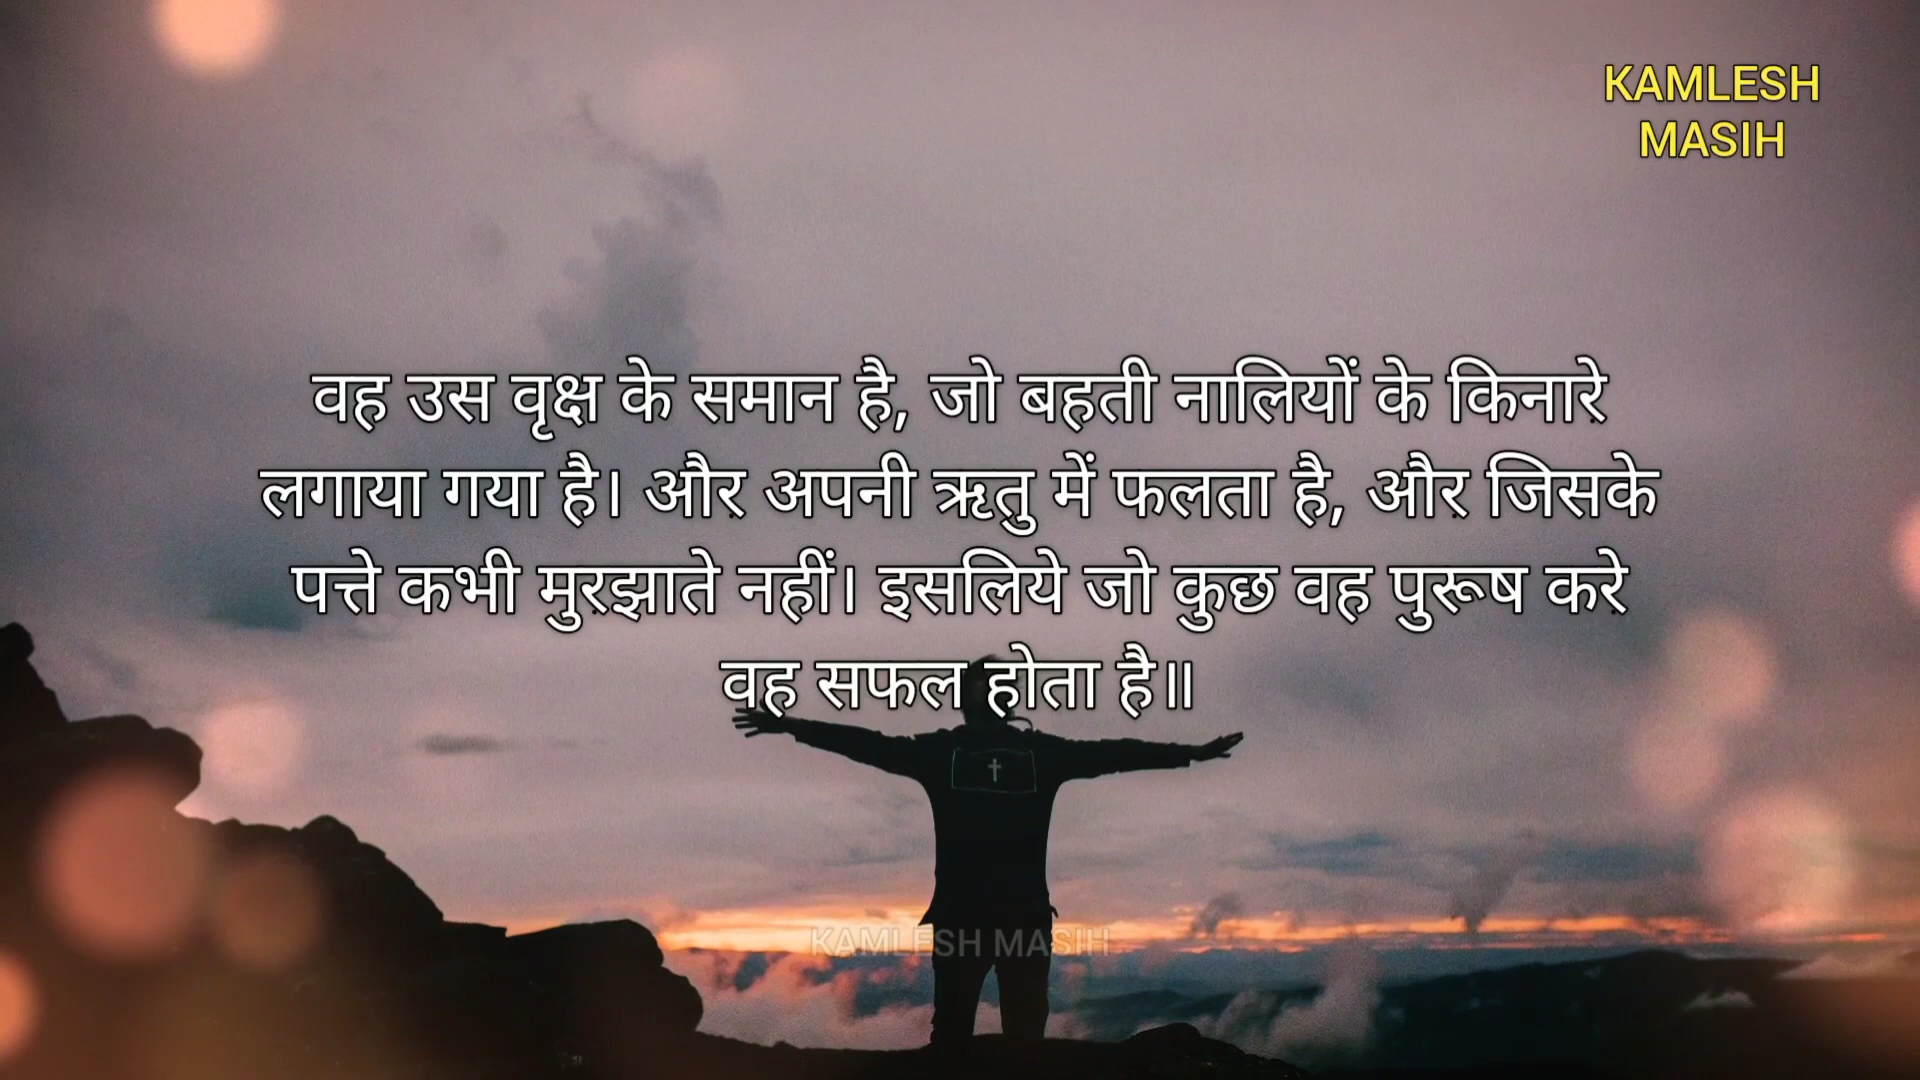 KAMLESH
MASIH
वह उस वृक्ष के समान है, जो बहती नालियों के किनारे
लगाया गया है। और अपनी ऋतु में फलता है, और जिसके
पत्ते कभी मुरझाते नहीं। इसलिये जो कुछ वह पुरूष करे
वह सफल होता है॥
KAMLESH MASIH